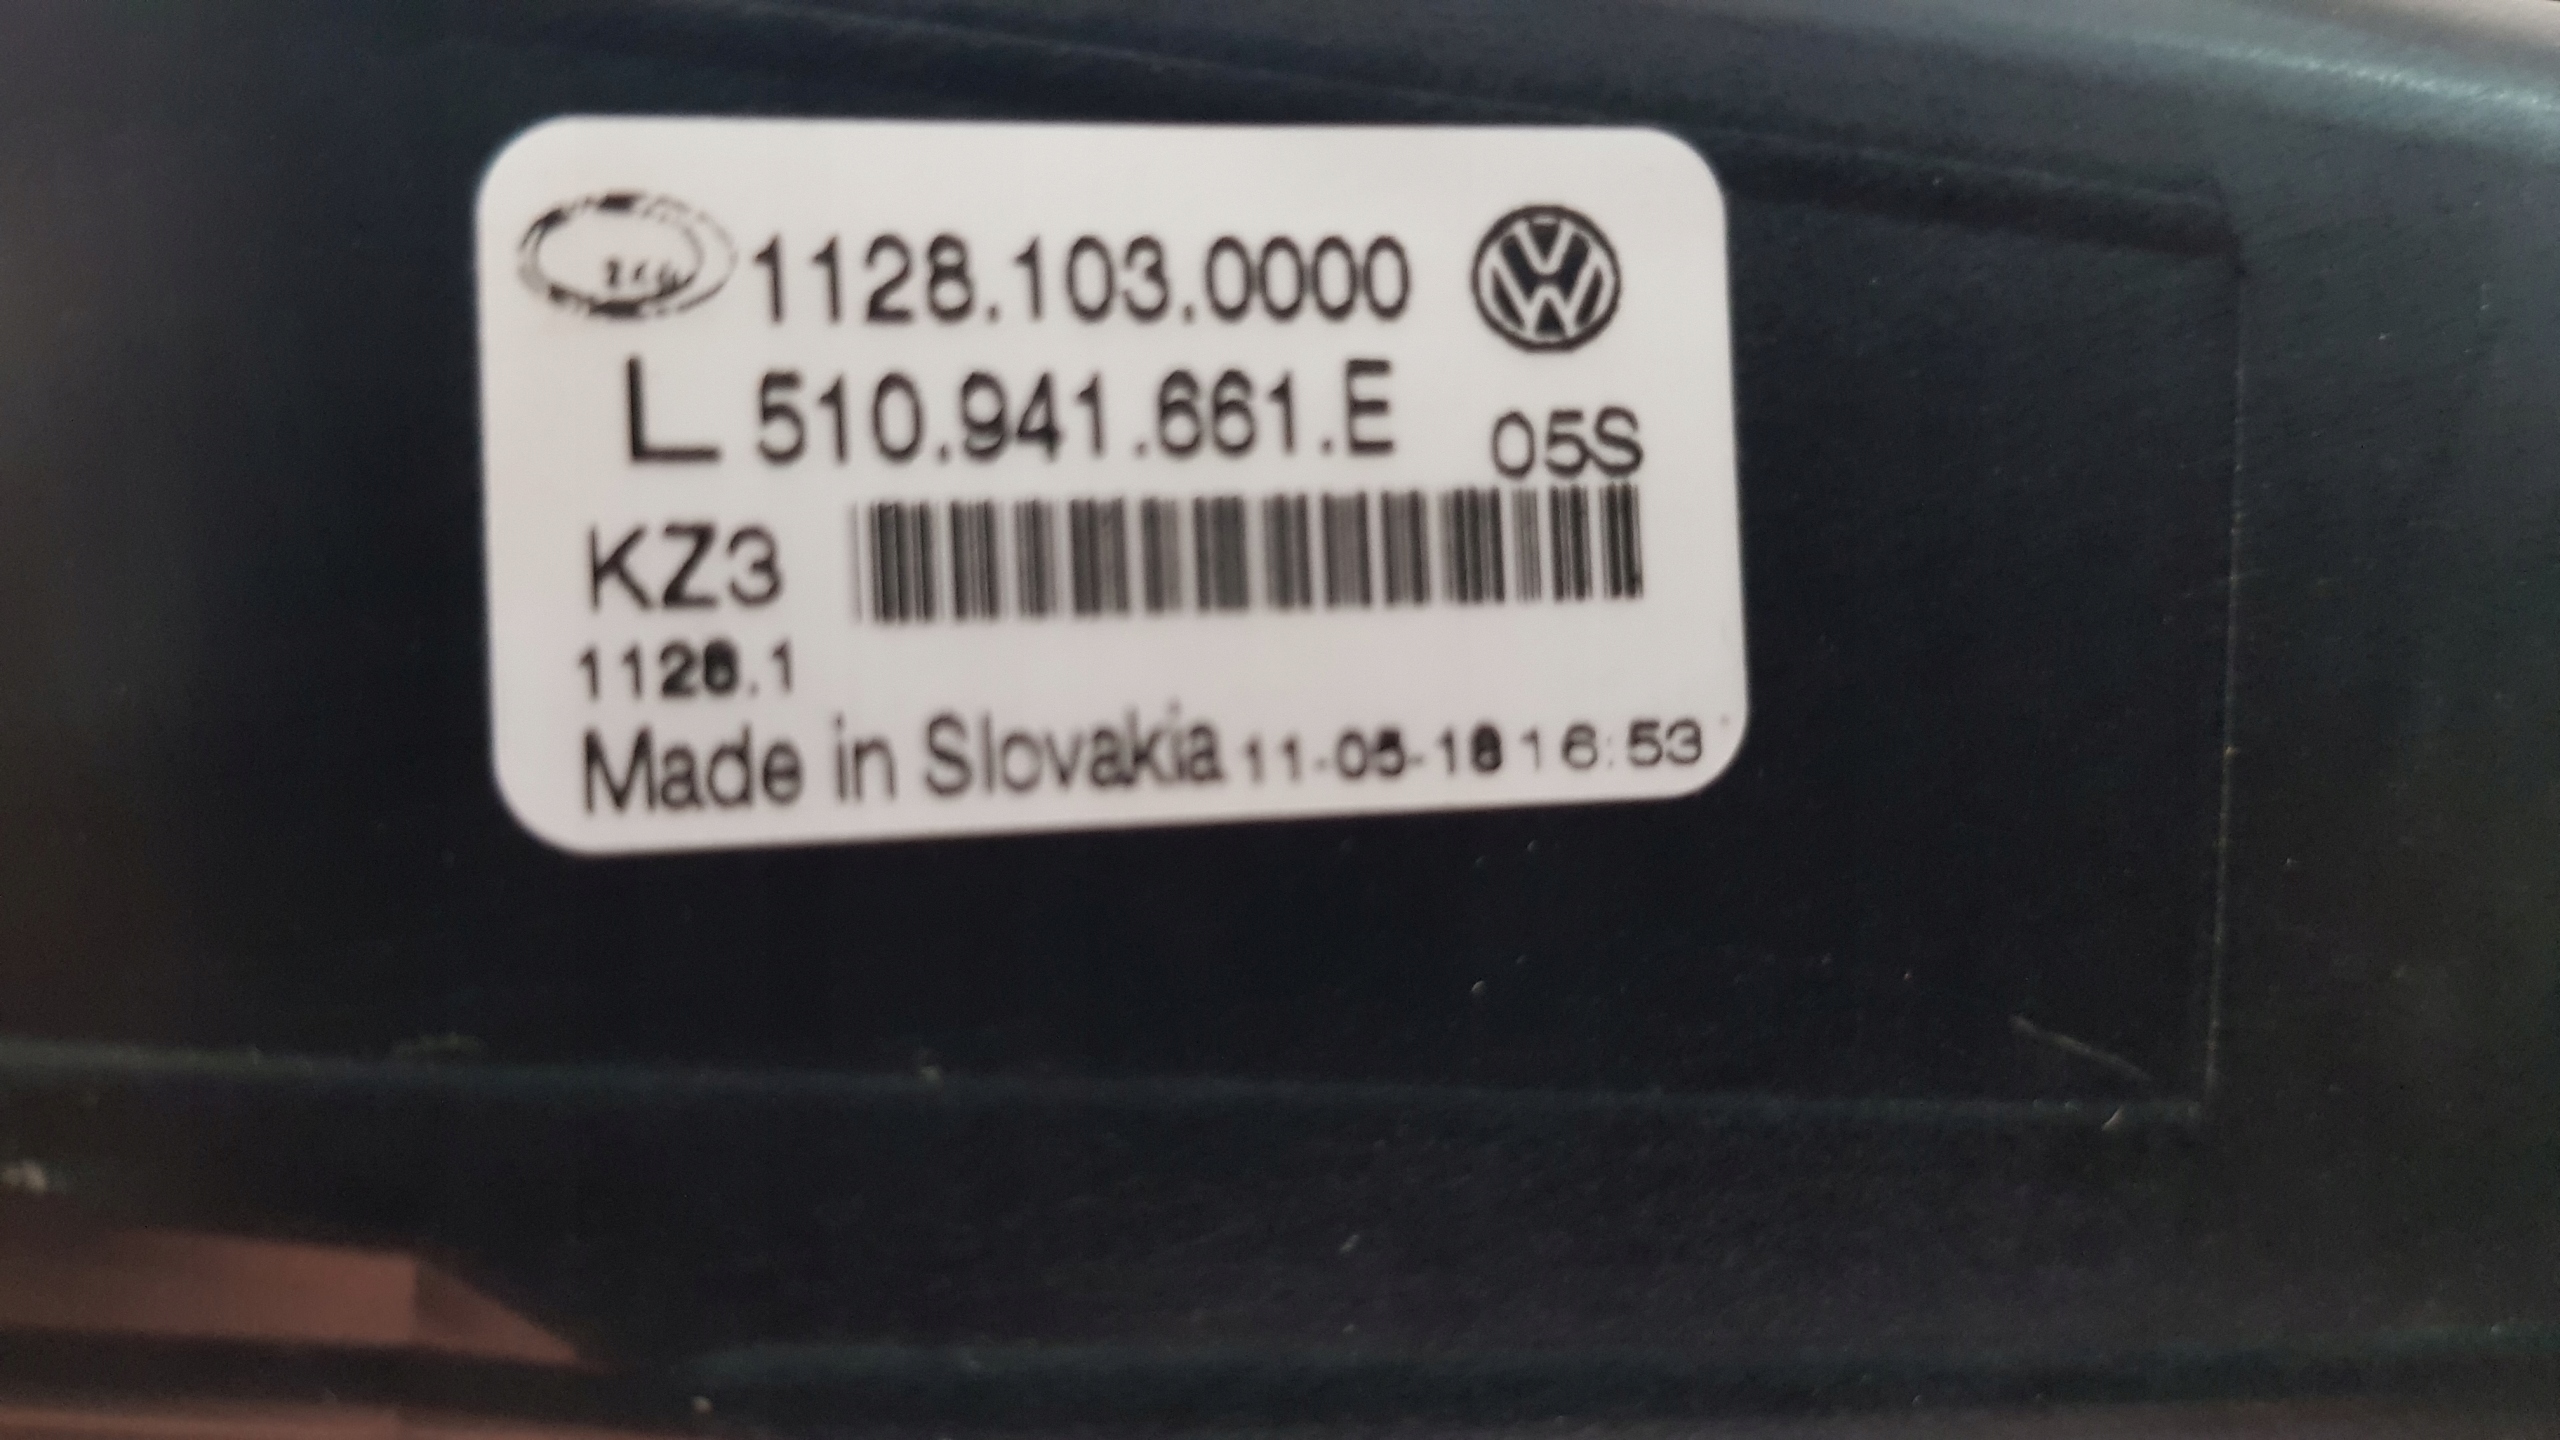 1128.103.0000
L 510.941.661.E 05S
KZ3
1128.1
Made in Slovakia 11-05-18 16:53